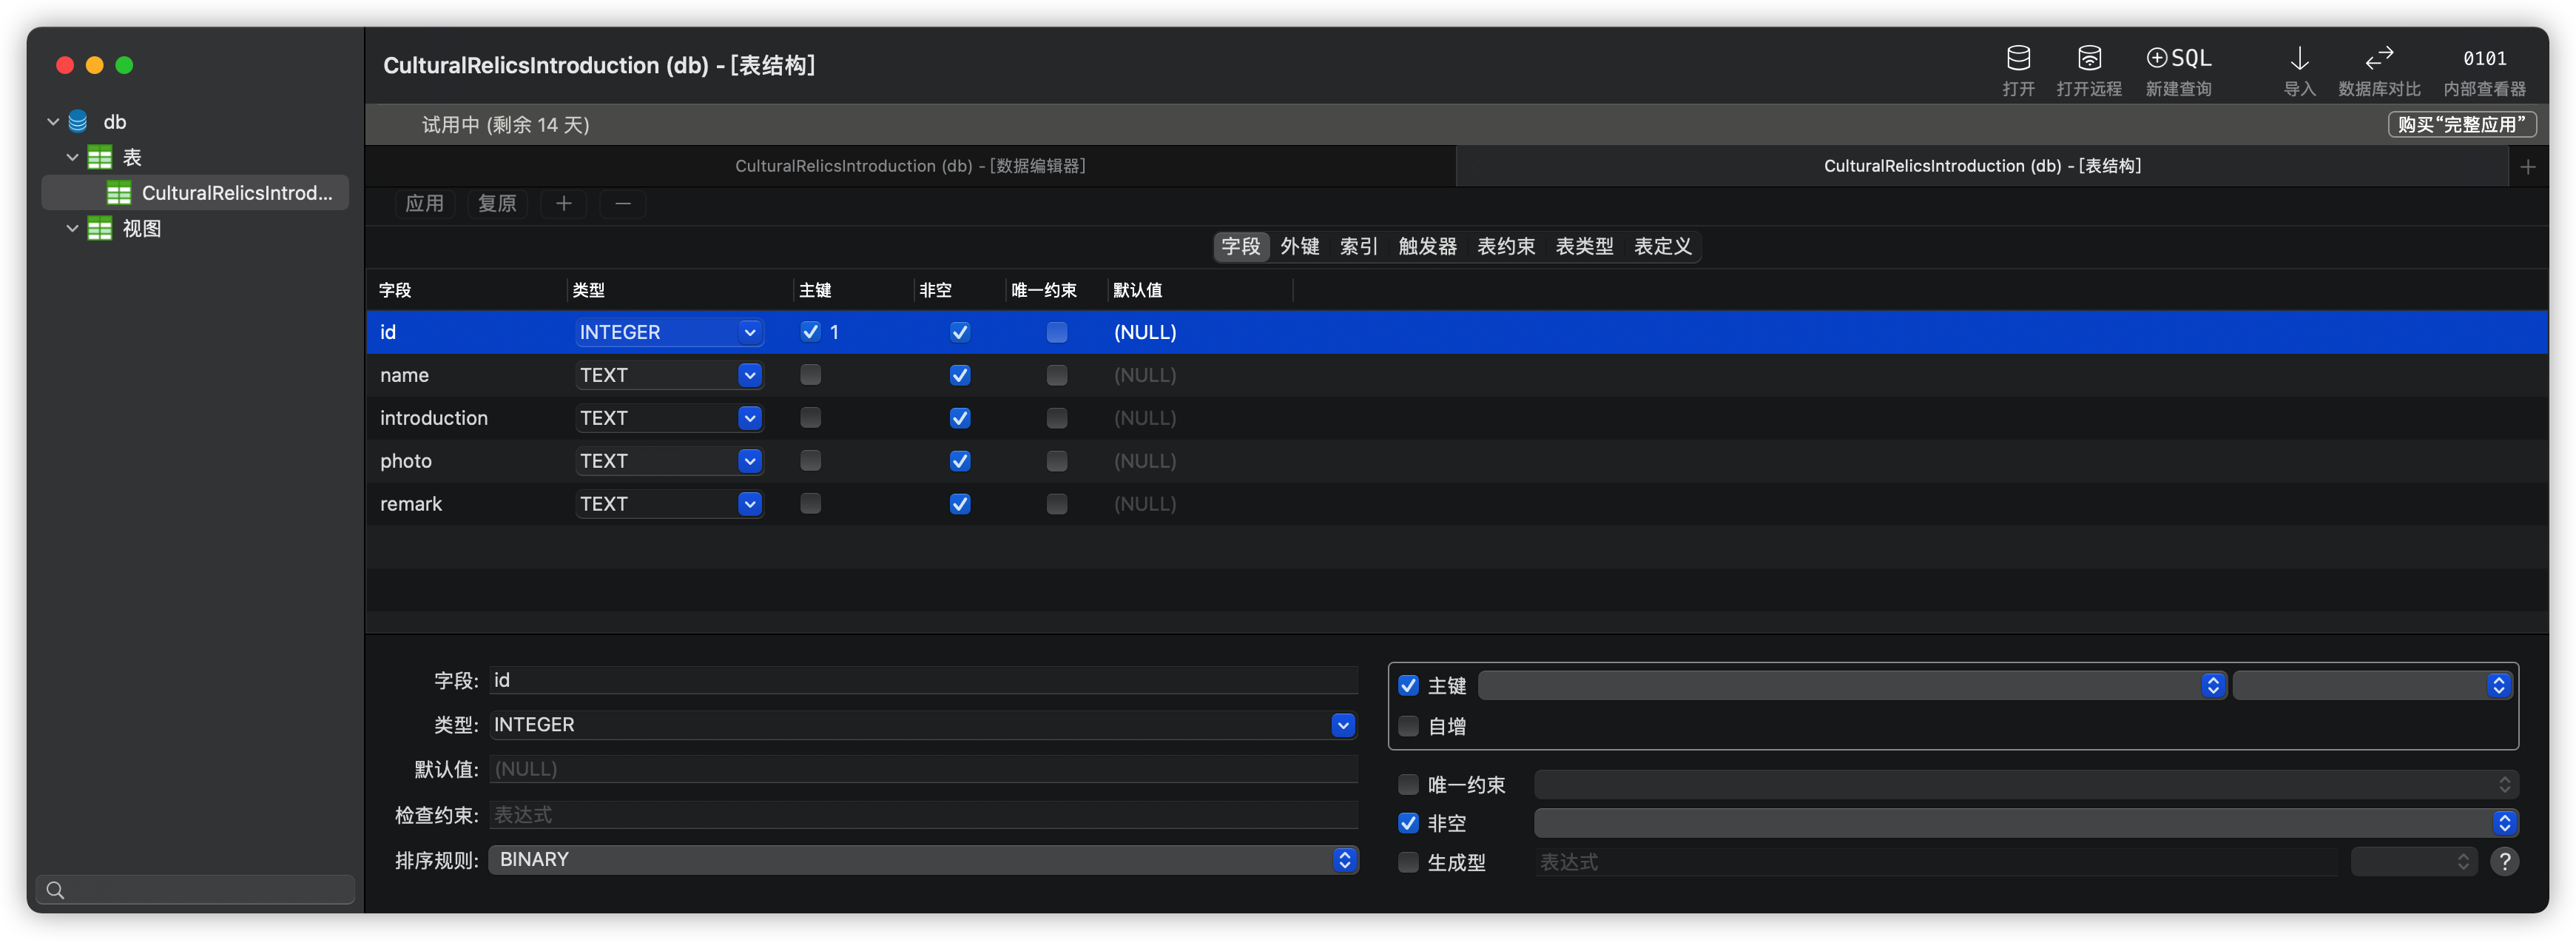 CulturalRelicsIntroduction (db) - [表结构]
打开
打开远程
SQL
新建查询
导入
数据库对比
0101
内部查看器
db
表
CulturalRelicsIntrod...
视图
试用中 (剩余 14 天)
购买“完整应用”
CulturalRelicsIntroduction (db) - [数据编辑器]
CulturalRelicsIntroduction (db) - [表结构]
应用 复原
字段 外键 索引 触发器 表约束 表类型 表定义
字段 类型 主键 非空 唯一约束 默认值
id INTEGER 1 (NULL)
name TEXT (NULL)
introduction TEXT (NULL)
photo TEXT (NULL)
remark TEXT (NULL)
字段: id
类型: INTEGER
默认值: (NULL)
检查约束: 表达式
排序规则: BINARY
主键
自增
唯一约束
非空
生成型 表达式 ?